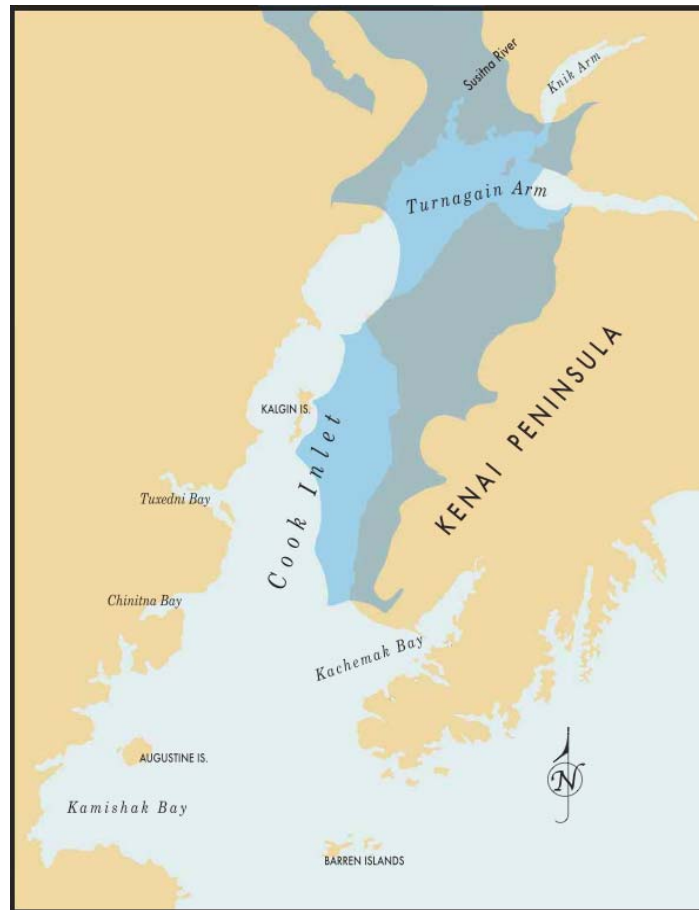 Susitna River
Knik Arm
Turnagain Arm
KENAI PENINSULA
KALGIN IS.
Cook Inlet
Tuxedni Bay
Chinitna Bay
Kachemak Bay
AUGUSTINE IS.
N
Kamishak Bay
BARREN ISLANDS